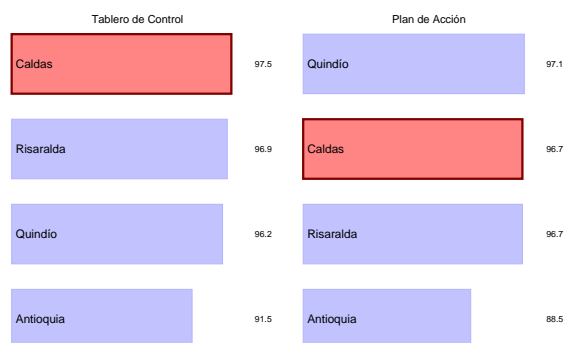 Tablero de Control
Caldas 97.5
Risaralda 96.9
Quindío 96.2
Antioquia 91.5
Plan de Acción
Quindío 97.1
Caldas 96.7
Risaralda 96.7
Antioquia 88.5